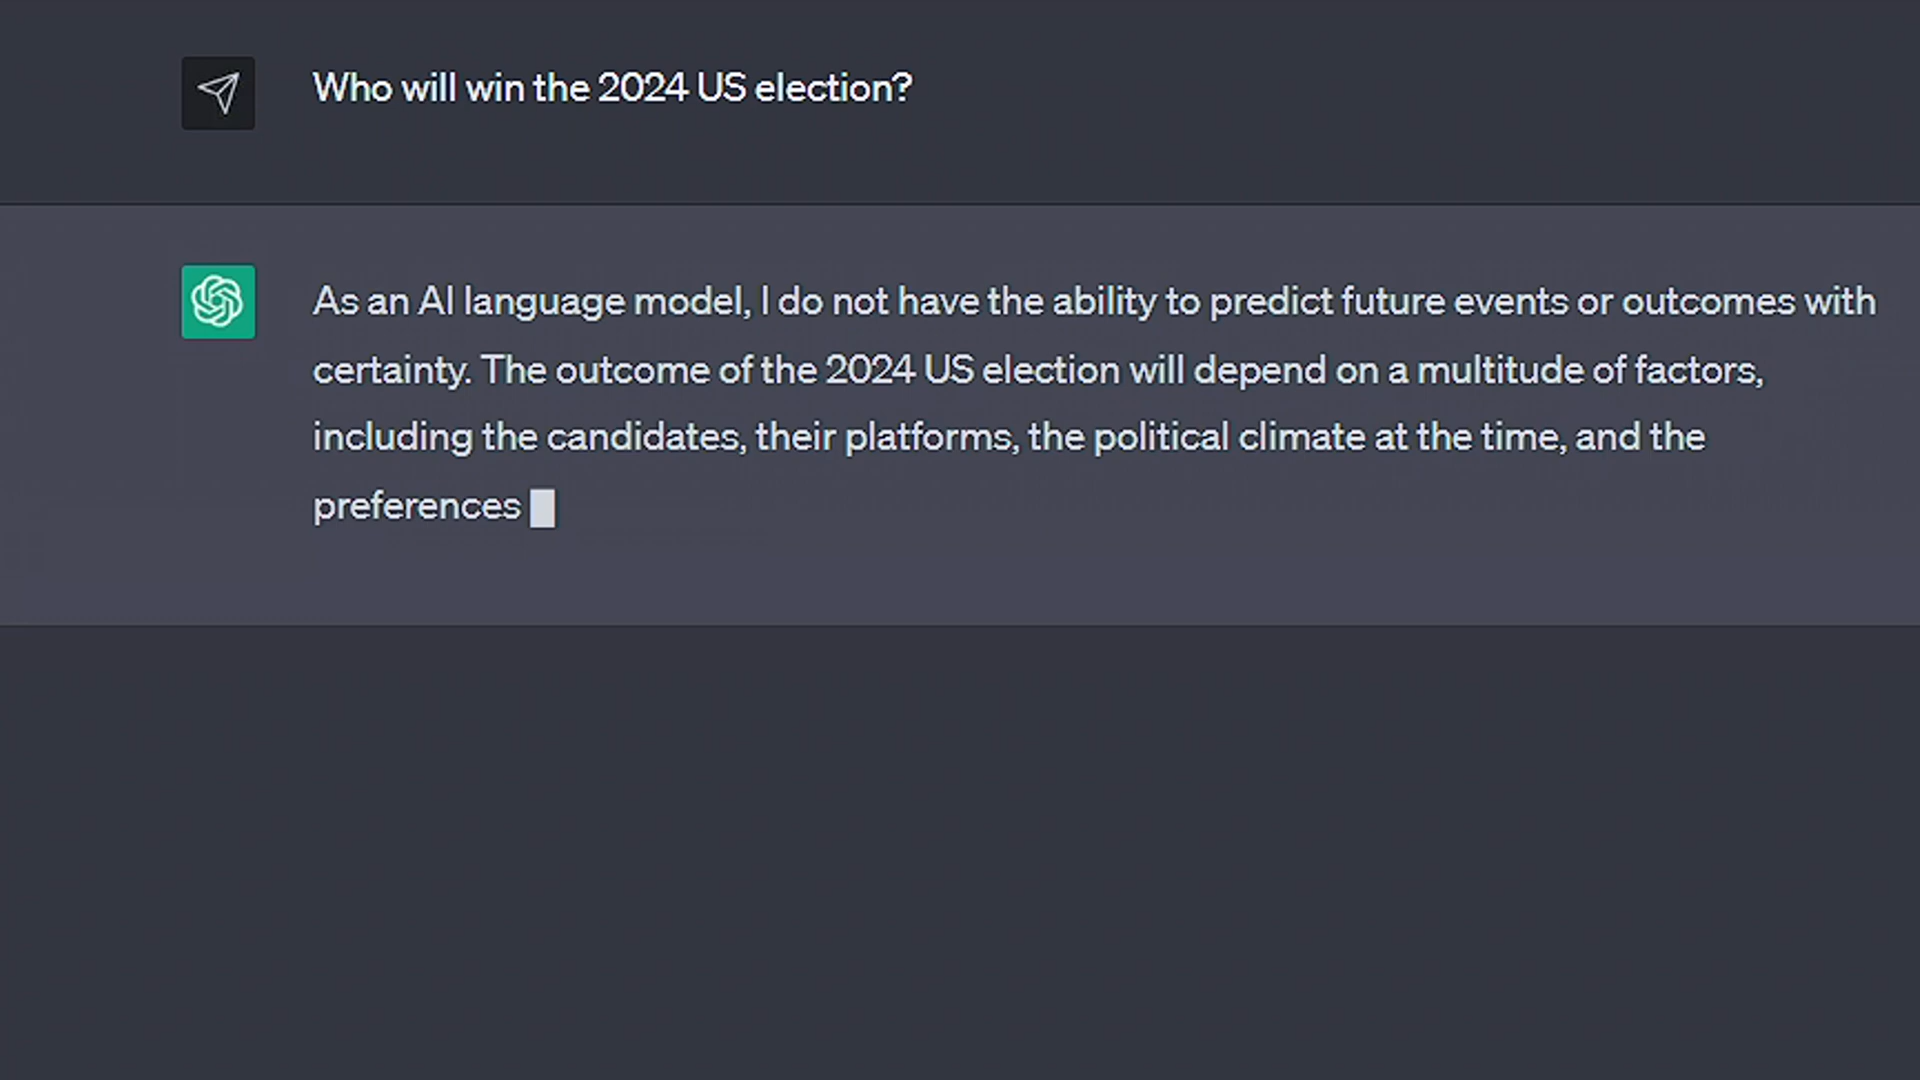 Who will win the 2024 US election?
As an AI language model, I do not have the ability to predict future events or outcomes with
certainty. The outcome of the 2024 US election will depend on a multitude of factors,
including the candidates, their platforms, the political climate at the time, and the
preferences